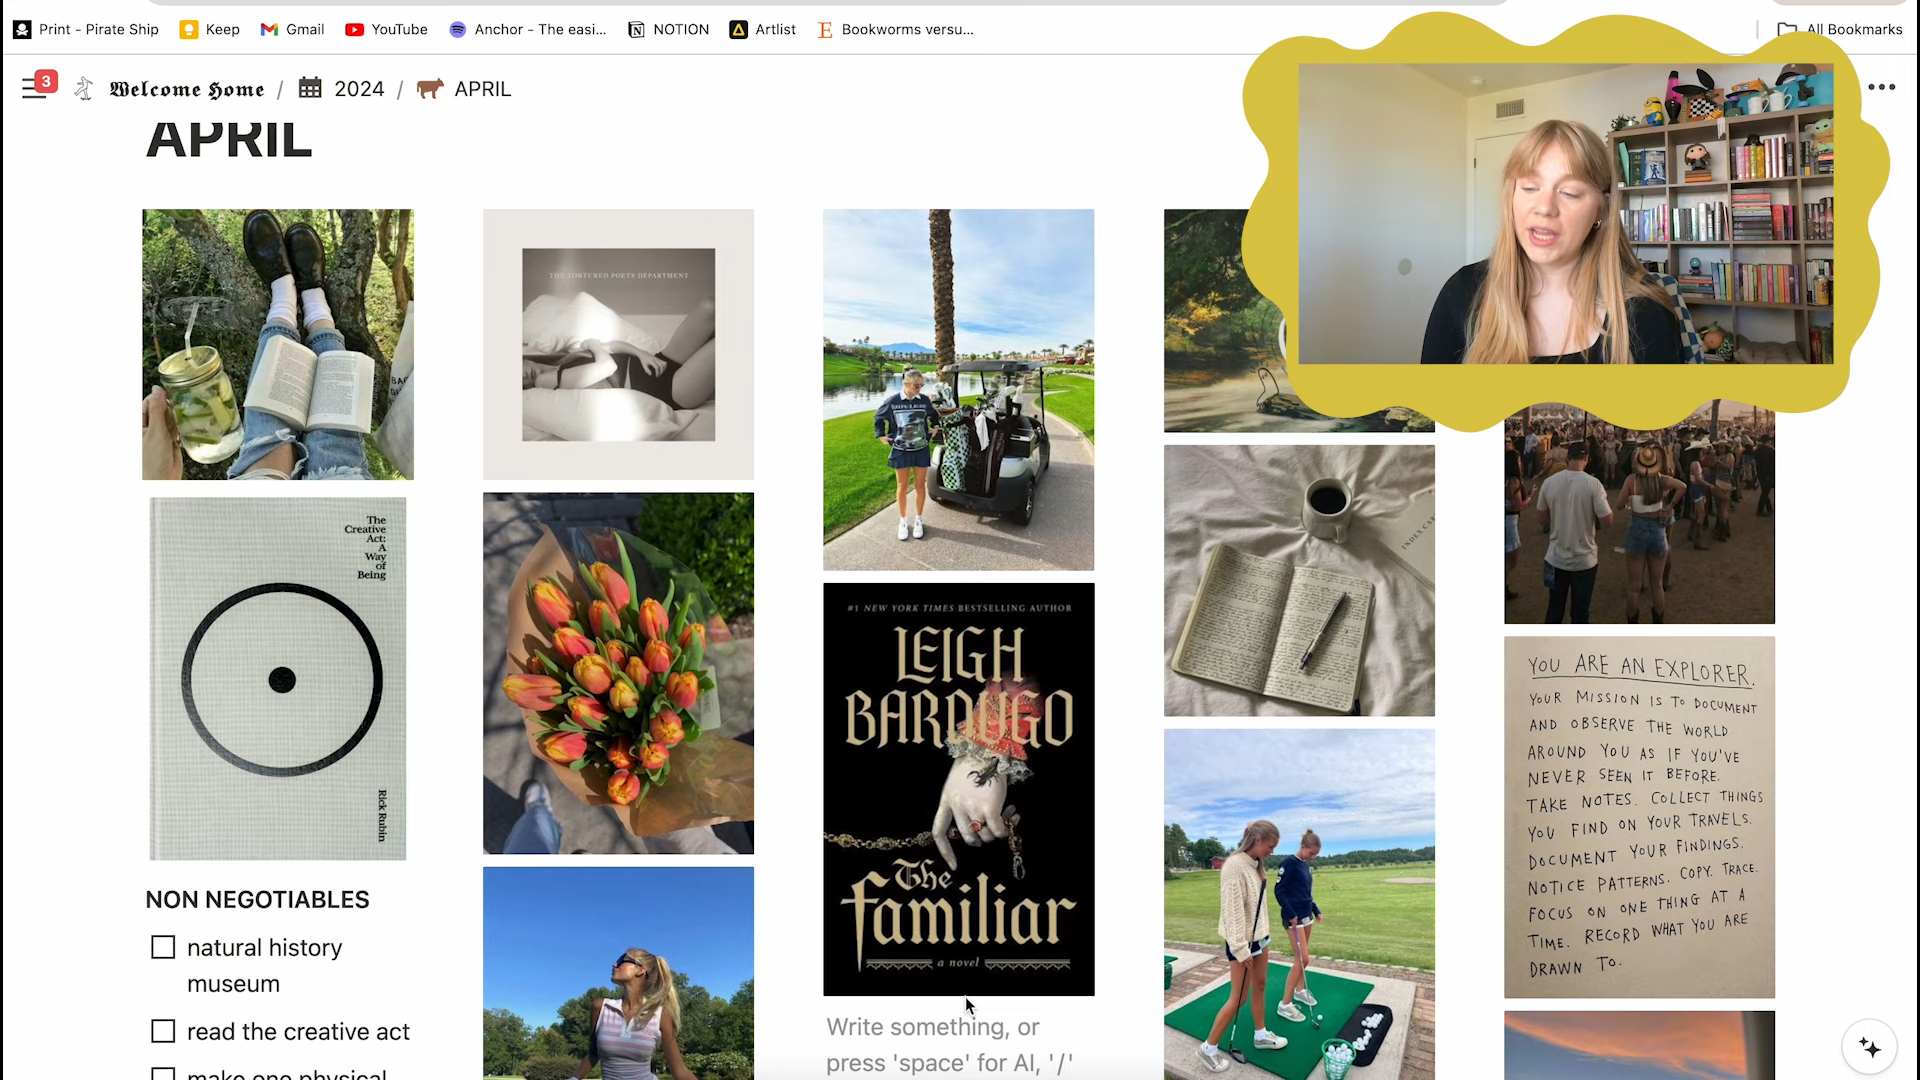 Print - Pirate Ship
Keep
Gmail
YouTube
Anchor - The easi...
NOTION
Artlist
Bookworms versu...
All Bookmarks
3
Welcome Home / 2024 / APRIL
APRIL
THE TORTURED POETS DEPARTMENT
The
Creative
Act:
A
Way
of
Being
Rick Rubin
#1 NEW YORK TIMES BESTSELLING AUTHOR
LEIGH
BARDUGO
The
familiar
a novel
YOU ARE AN EXPLORER.
YOUR MISSION IS TO DOCUMENT
AND OBSERVE THE WORLD
AROUND YOU AS IF YOU'VE
NEVER SEEN IT BEFORE.
TAKE NOTES. COLLECT THINGS
YOU FIND ON YOUR TRAVELS.
DOCUMENT YOUR FINDINGS.
NOTICE PATTERNS. COPY. TRACE.
FOCUS ON ONE THING AT A
TIME. RECORD WHAT YOU ARE
DRAWN TO.
NON NEGOTIABLES
natural history
museum
read the creative act
make one physical
Write something, or
press 'space' for AI, '/'